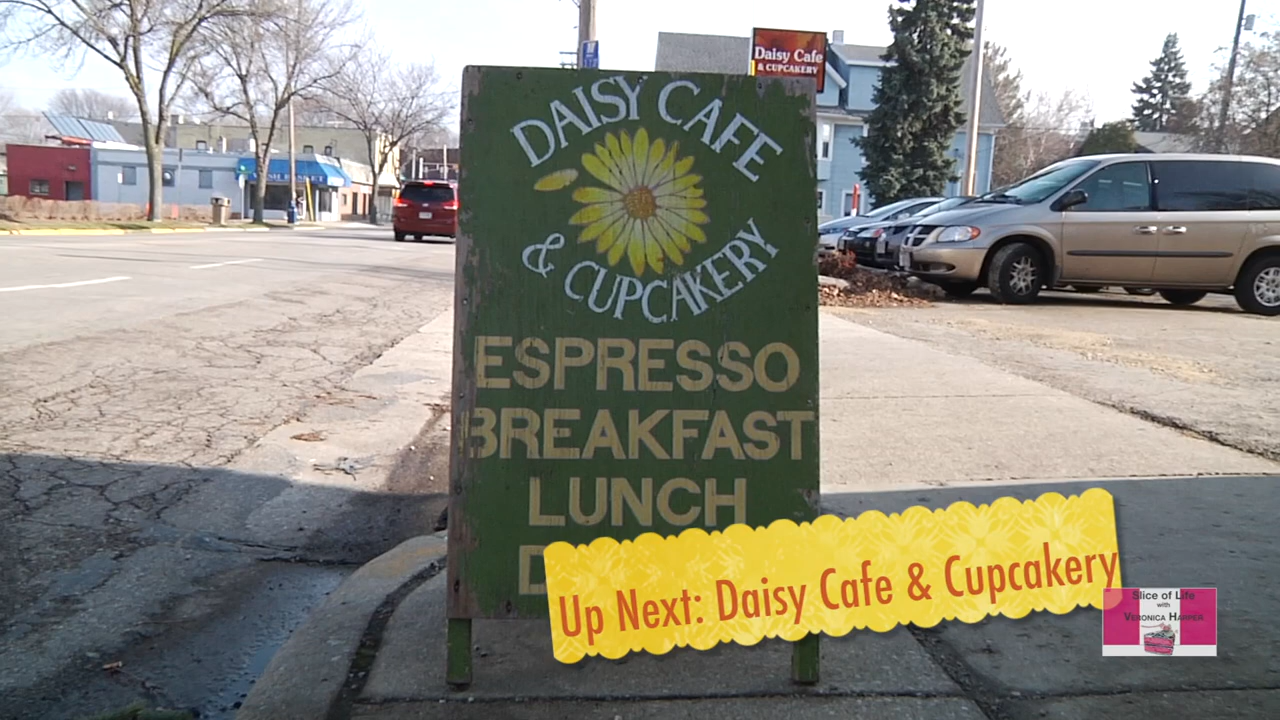 Daisy Cafe
& CUPCAKERY
DAISY CAFE
& CUPCAKERY
ESPRESSO
BREAKFAST
LUNCH
Up Next: Daisy Cafe & Cupcakery
Slice of Life
with
VERONICA HARPER